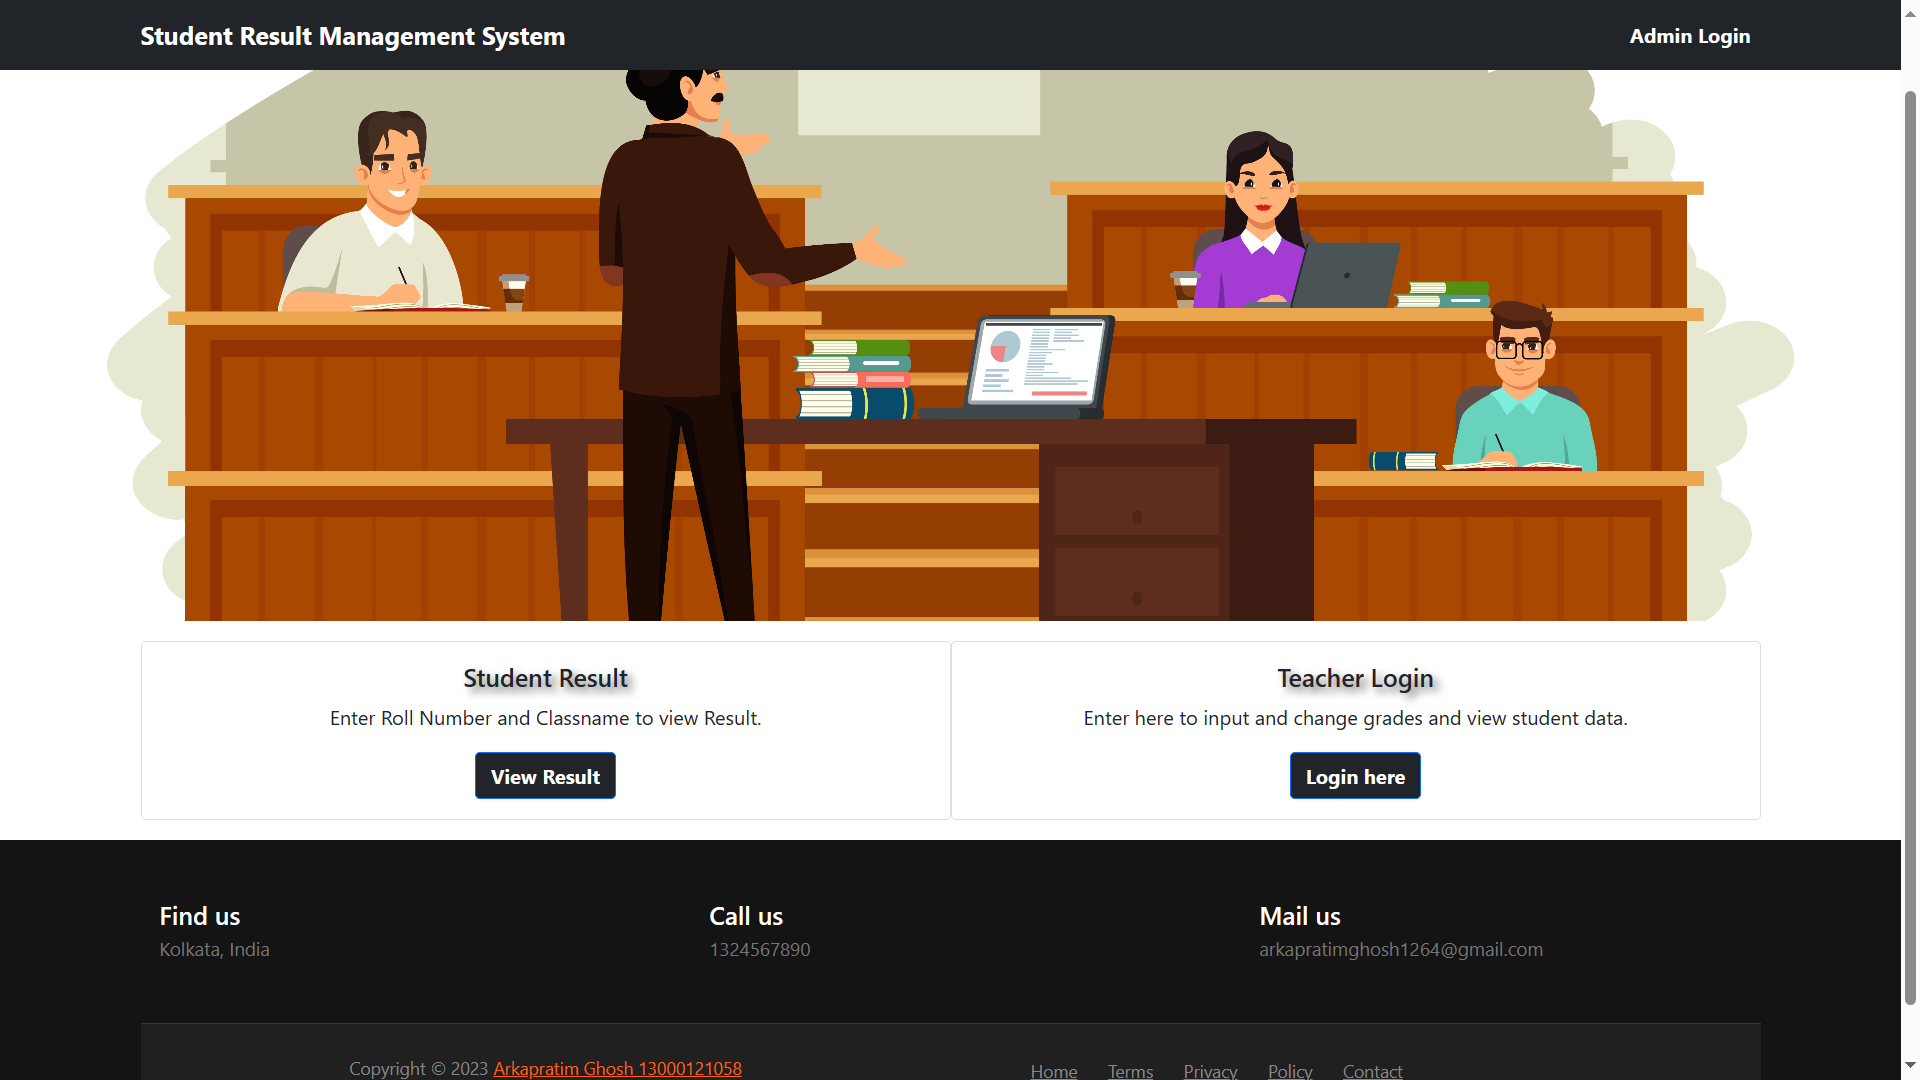 Student Result Management System
Admin Login
Student Result
Enter Roll Number and Classname to view Result.
View Result
Teacher Login
Enter here to input and change grades and view student data.
Login here
Find us
Kolkata, India
Call us
1324567890
Mail us
arkapratimghosh1264@gmail.com
Copyright © 2023 Arkapratim Ghosh 13000121058
Home Terms Privacy Policy Contact